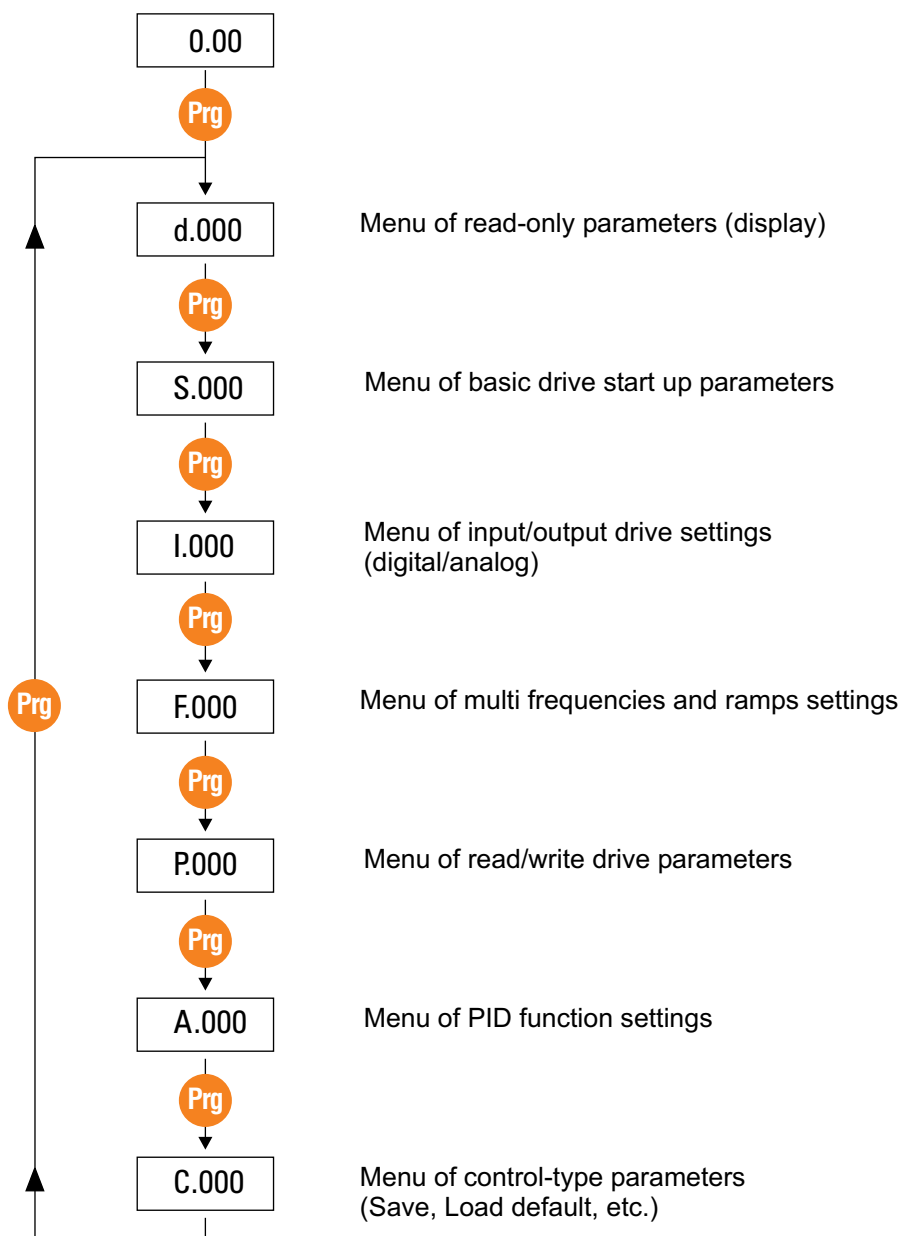 0.00
Prg
d.000
Menu of read-only parameters (display)
Prg
S.000
Menu of basic drive start up parameters
Prg
I.000
Menu of input/output drive settings
(digital/analog)
Prg
Prg
F.000
Menu of multi frequencies and ramps settings
Prg
P.000
Menu of read/write drive parameters
Prg
A.000
Menu of PID function settings
Prg
C.000
Menu of control-type parameters
(Save, Load default, etc.)